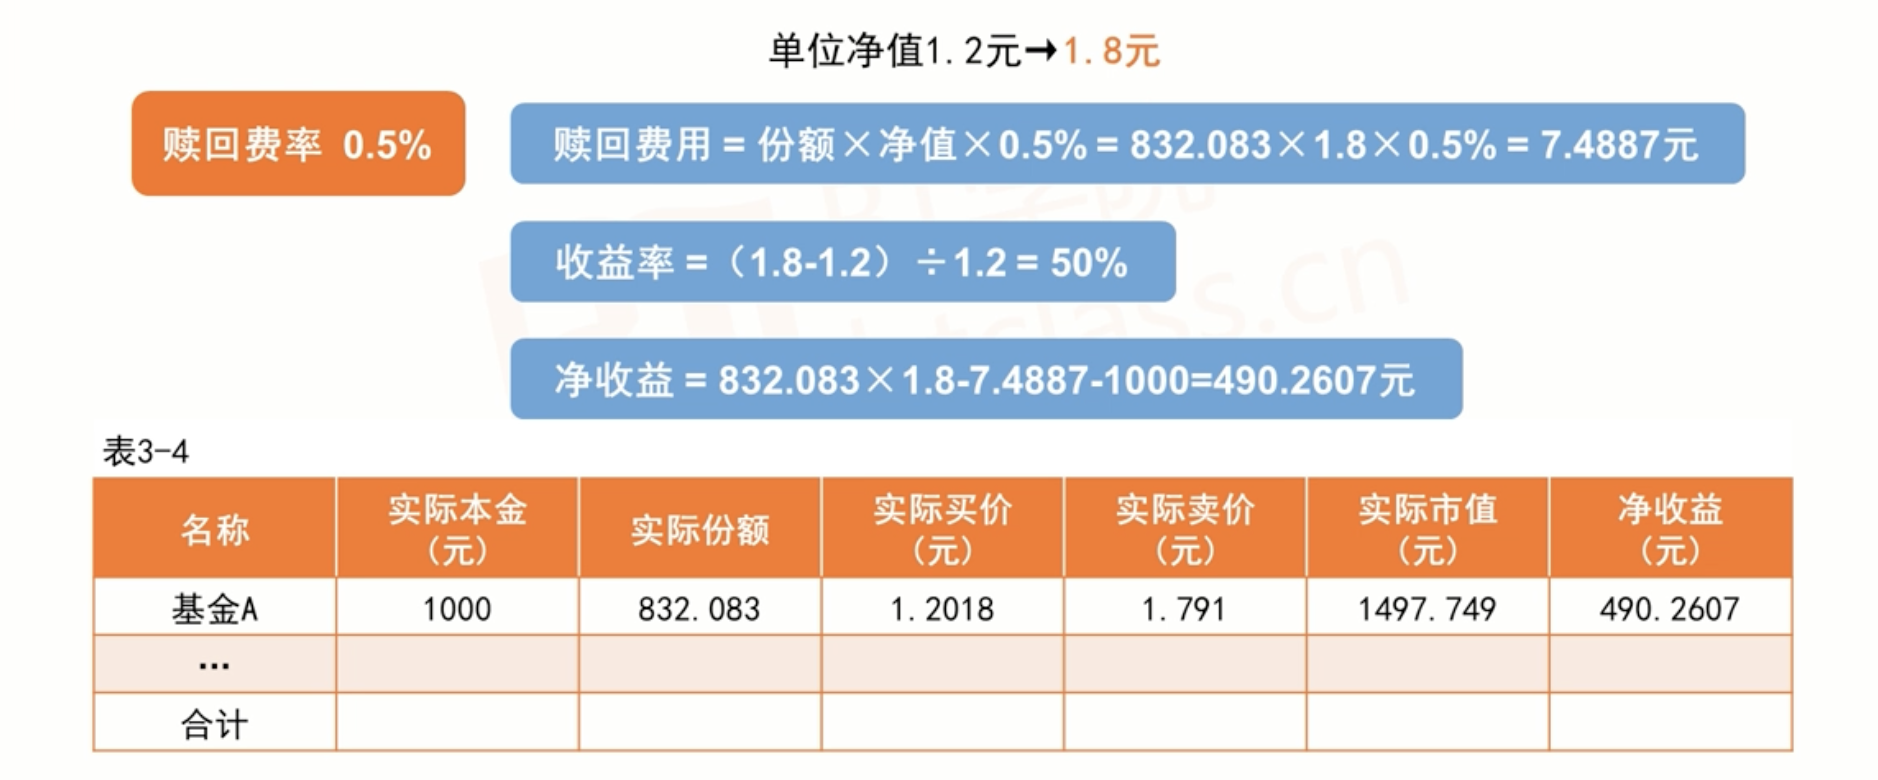 单位净值1.2元→1.8元
赎回费率 0.5%
赎回费用 = 份额×净值×0.5% = 832.083×1.8×0.5% = 7.4887元
收益率 =（1.8-1.2）÷1.2 = 50%
净收益 = 832.083×1.8-7.4887-1000=490.2607元
表3-4
名称 实际本金（元） 实际份额 实际买价（元） 实际卖价（元） 实际市值（元） 净收益（元）
基金A 1000 832.083 1.2018 1.791 1497.749 490.2607
…
合计